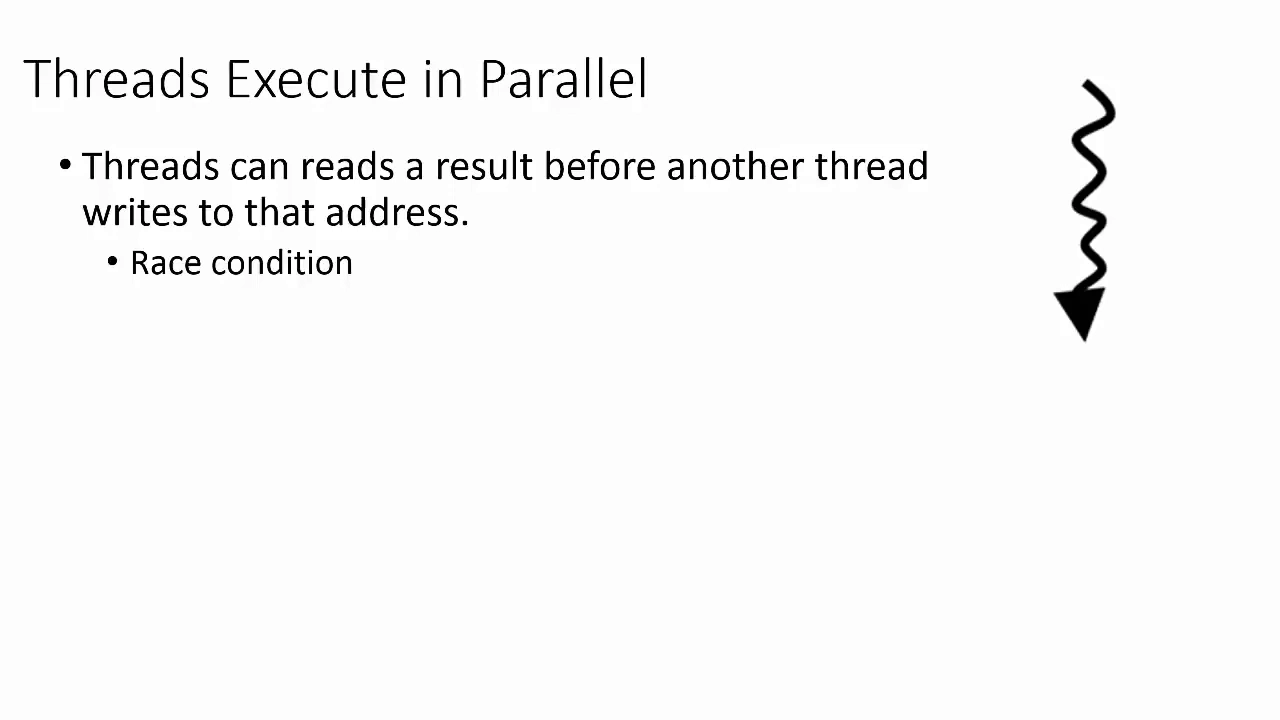 Threads Execute in Parallel
• Threads can reads a result before another thread
writes to that address.
• Race condition